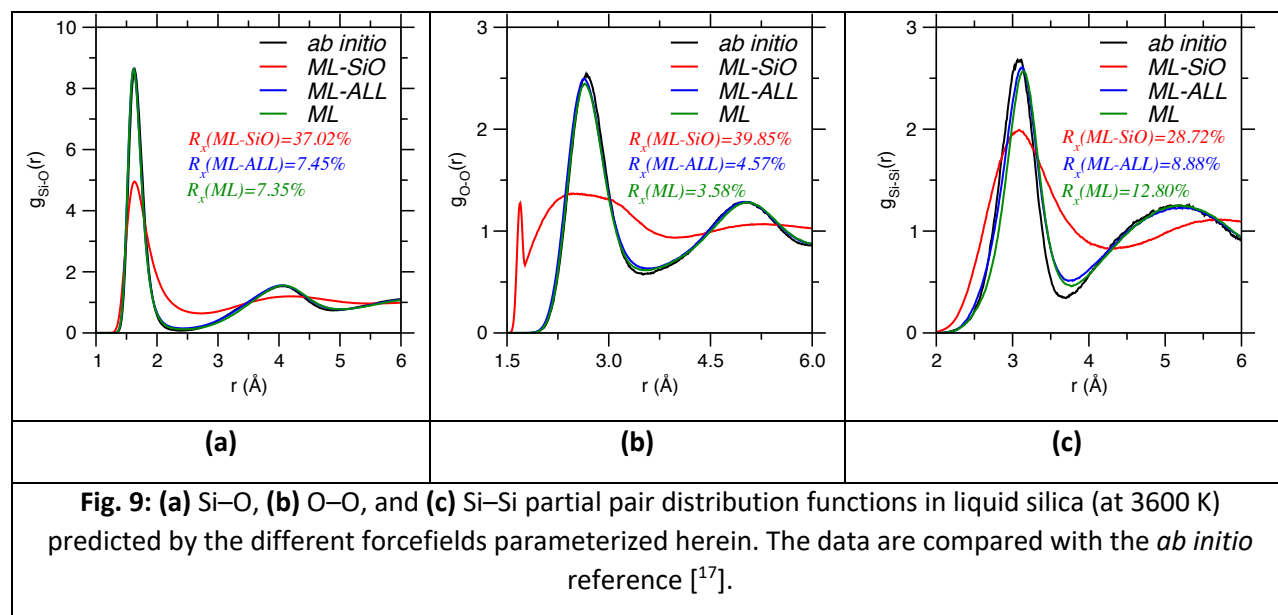 10
8
6
4
2
0
g_Si-O(r)
ab initio
ML-SiO
ML-ALL
ML
R_x(ML-SiO)=37.02%
R_x(ML-ALL)=7.45%
R_x(ML)=7.35%
1 2 3 4 5 6
r (Å)
3
2
1
0
g_O-O(r)
ab initio
ML-SiO
ML-ALL
ML
R_x(ML-SiO)=39.85%
R_x(ML-ALL)=4.57%
R_x(ML)=3.58%
1.5 3.0 4.5 6.0
r (Å)
3
2
1
0
g_Si-Si(r)
ab initio
ML-SiO
ML-ALL
ML
R_x(ML-SiO)=28.72%
R_x(ML-ALL)=8.88%
R_x(ML)=12.80%
2 3 4 5 6
r (Å)
(a)
(b)
(c)
Fig. 9: (a) Si–O, (b) O–O, and (c) Si–Si partial pair distribution functions in liquid silica (at 3600 K)
predicted by the different forcefields parameterized herein. The data are compared with the ab initio
reference [17].